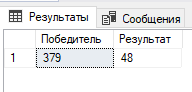 Результаты Сообщения
Победитель Результат
1 379 48